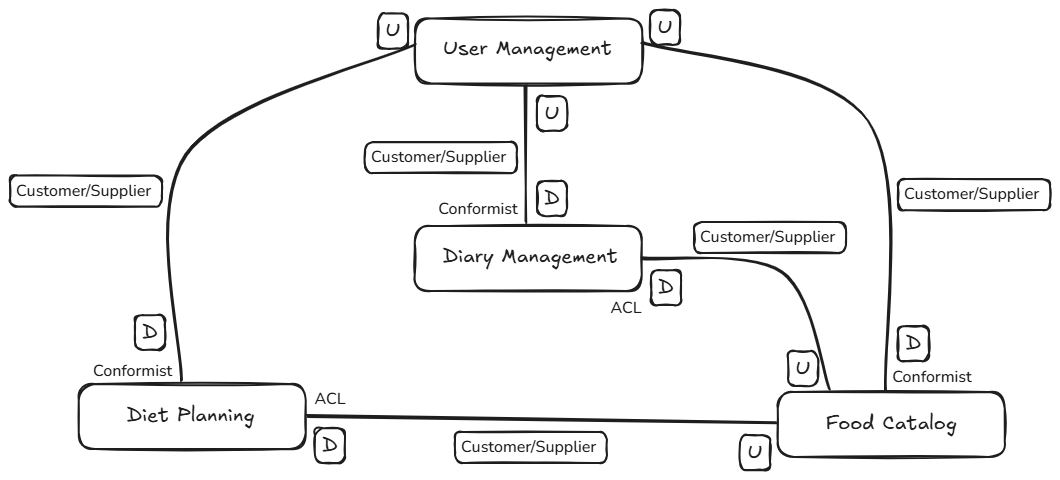 U
User Management
U
U
Customer/Supplier
Customer/Supplier
Customer/Supplier
D
Conformist
Customer/Supplier
Diary Management
D
ACL
D
D
Conformist
U
Conformist
ACL
Diet Planning
Food Catalog
D
Customer/Supplier
U